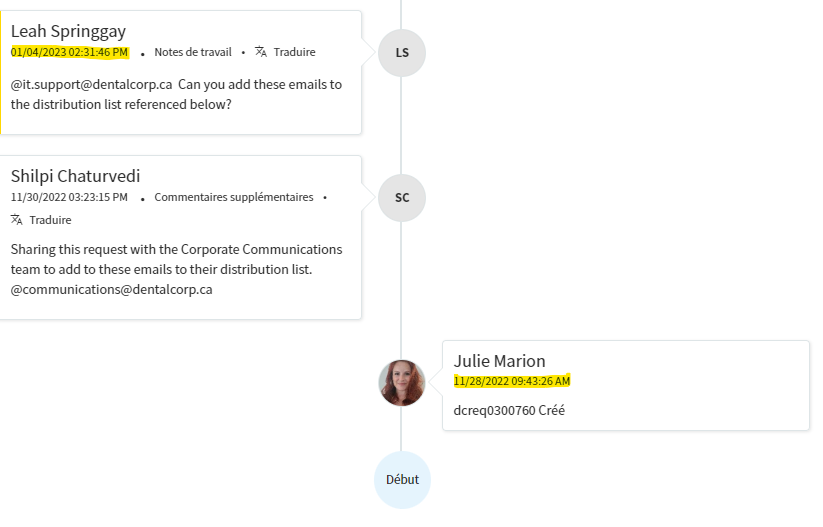 Leah Springgay
01/04/2023 02:31:46 PM • Notes de travail • Traduire
@it.support@dentalcorp.ca Can you add these emails to
the distribution list referenced below?
LS
Shilpi Chaturvedi
11/30/2022 03:23:15 PM • Commentaires supplémentaires •
Traduire
Sharing this request with the Corporate Communications
team to add to these emails to their distribution list.
@communications@dentalcorp.ca
SC
Julie Marion
11/28/2022 09:43:26 AM
dcreq0300760 Créé
Début